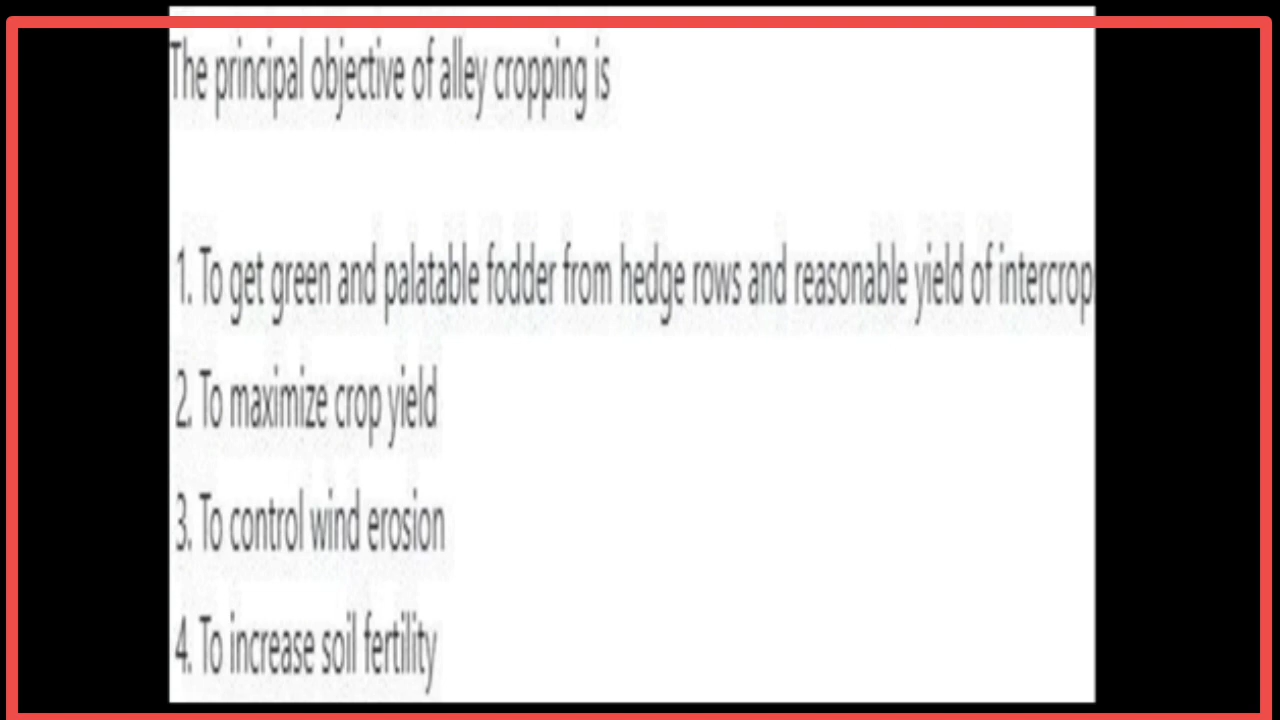 The principal objective of alley cropping is
1. To get green and palatable fodder from hedge rows and reasonable yield of intercrop
2. To maximize crop yield
3. To control wind erosion
4. To increase soil fertility